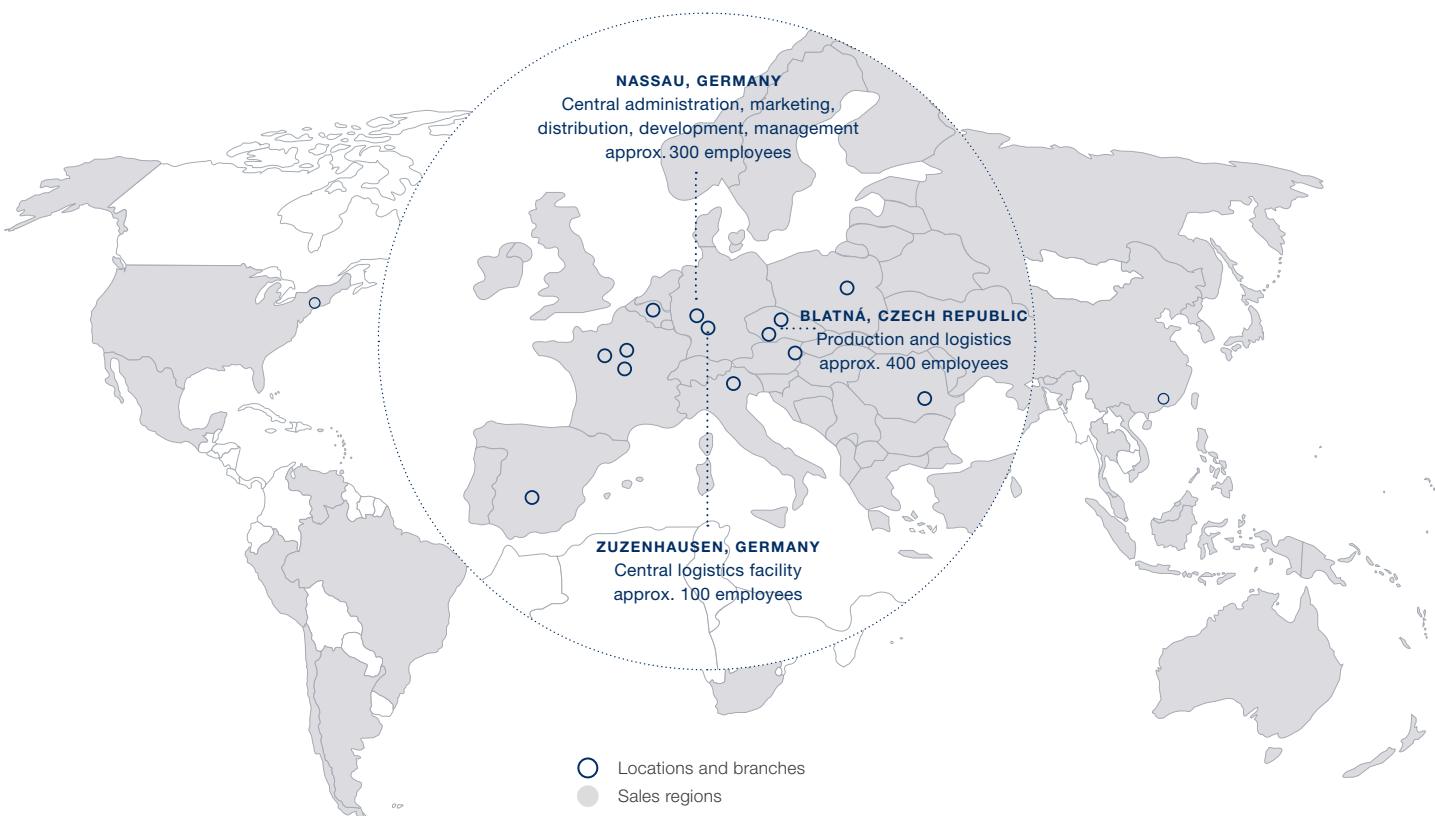 NASSAU, GERMANY
Central administration, marketing,
distribution, development, management
approx. 300 employees
BLATNÁ, CZECH REPUBLIC
Production and logistics
approx. 400 employees
ZUZENHAUSEN, GERMANY
Central logistics facility
approx. 100 employees
Locations and branches
Sales regions